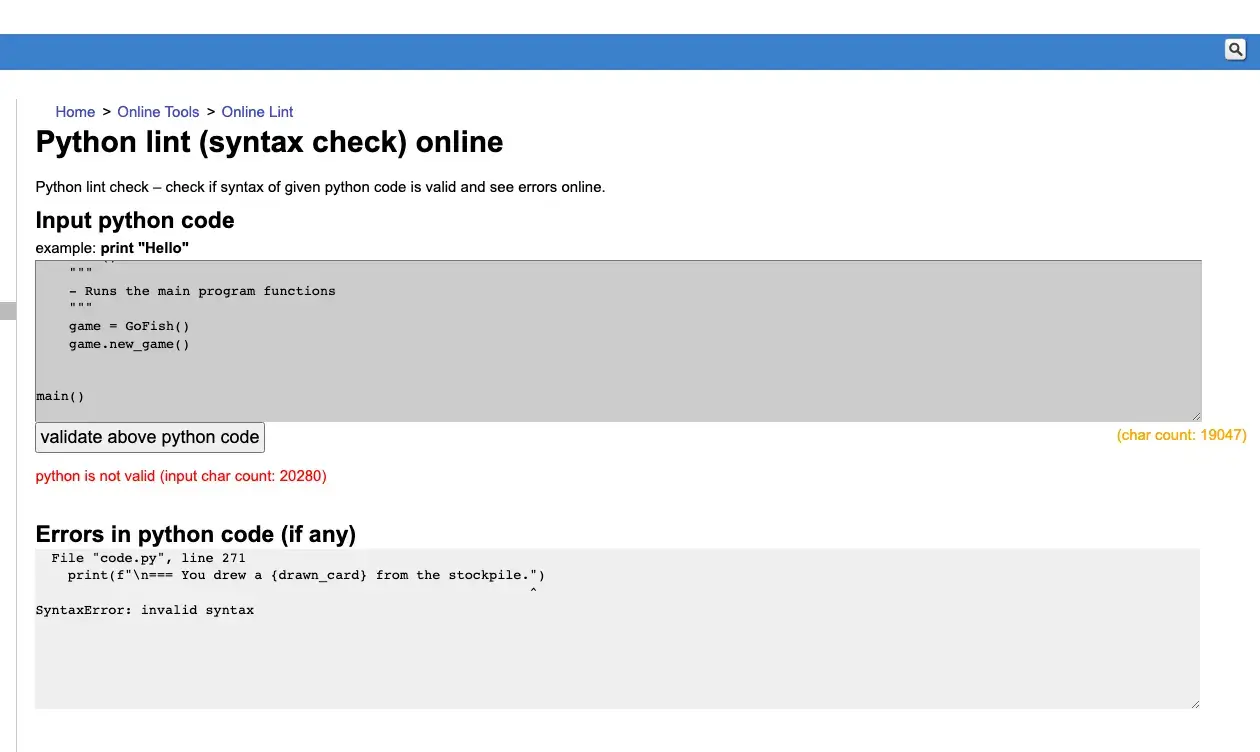 Home > Online Tools > Online Lint
Python lint (syntax check) online
Python lint check – check if syntax of given python code is valid and see errors online.
Input python code
example: print "Hello"
"""
- Runs the main program functions
"""
game = GoFish()
game.new_game()
main()
validate above python code
(char count: 19047)
python is not valid (input char count: 20280)
Errors in python code (if any)
File "code.py", line 271
print(f"\n=== You drew a {drawn_card} from the stockpile.")
^
SyntaxError: invalid syntax